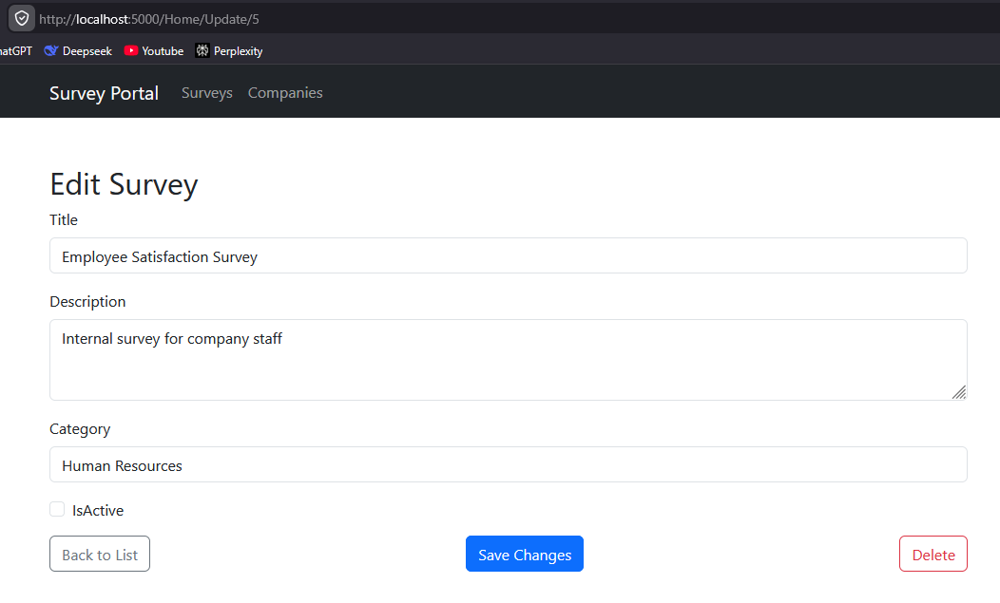 http://localhost:5000/Home/Update/5
hatGPT Deepseek Youtube Perplexity
Survey Portal Surveys Companies
Edit Survey
Title
Employee Satisfaction Survey
Description
Internal survey for company staff
Category
Human Resources
IsActive
Back to List Save Changes Delete